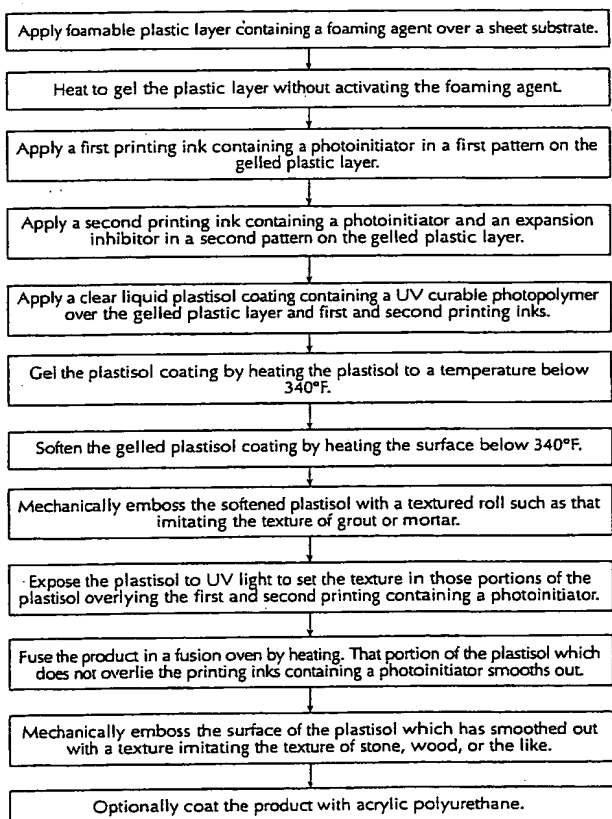 Apply foamable plastic layer containing a foaming agent over a sheet substrate.
Heat to gel the plastic layer without activating the foaming agent.
Apply a first printing ink containing a photoinitiator in a first pattern on the
gelled plastic layer.
Apply a second printing ink containing a photoinitiator and an expansion
inhibitor in a second pattern on the gelled plastic layer.
Apply a clear liquid plastisol coating containing a UV curable photopolymer
over the gelled plastic layer and first and second printing inks.
Gel the plastisol coating by heating the plastisol to a temperature below
340°F.
Soften the gelled plastisol coating by heating the surface below 340°F.
Mechanically emboss the softened plastisol with a textured roll such as that
imitating the texture of grout or mortar.
Expose the plastisol to UV light to set the texture in those portions of the
plastisol overlying the first and second printing containing a photoinitiator.
Fuse the product in a fusion oven by heating. That portion of the plastisol which
does not overlie the printing inks containing a photoinitiator smooths out.
Mechanically emboss the surface of the plastisol which has smoothed out
with a texture imitating the texture of stone, wood, or the like.
Optionally coat the product with acrylic polyurethane.